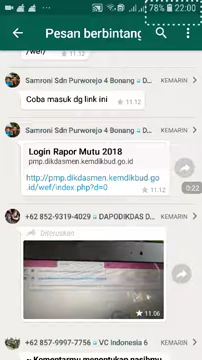 78% 22:00
Pesan berbintang
/wef/
★ 11.12
Samroni Sdn Purworejo 4 Bonang D... KEMARIN
Coba masuk dg link ini
★ 11.12
Samroni Sdn Purworejo 4 Bonang D... KEMARIN
Login Rapor Mutu 2018
pmp.dikdasmen.kemdikbud.go.id
http://pmp.dikdasmen.kemdikbud.go
.id/wef/index.php?d=0
★ 11.12
0:22
+62 852-9319-4029 DAPODIKDAS D... KEMARIN
Diteruskan
★ 11.06
+62 857-9997-7756 VC Indonesia 6 KEMARIN